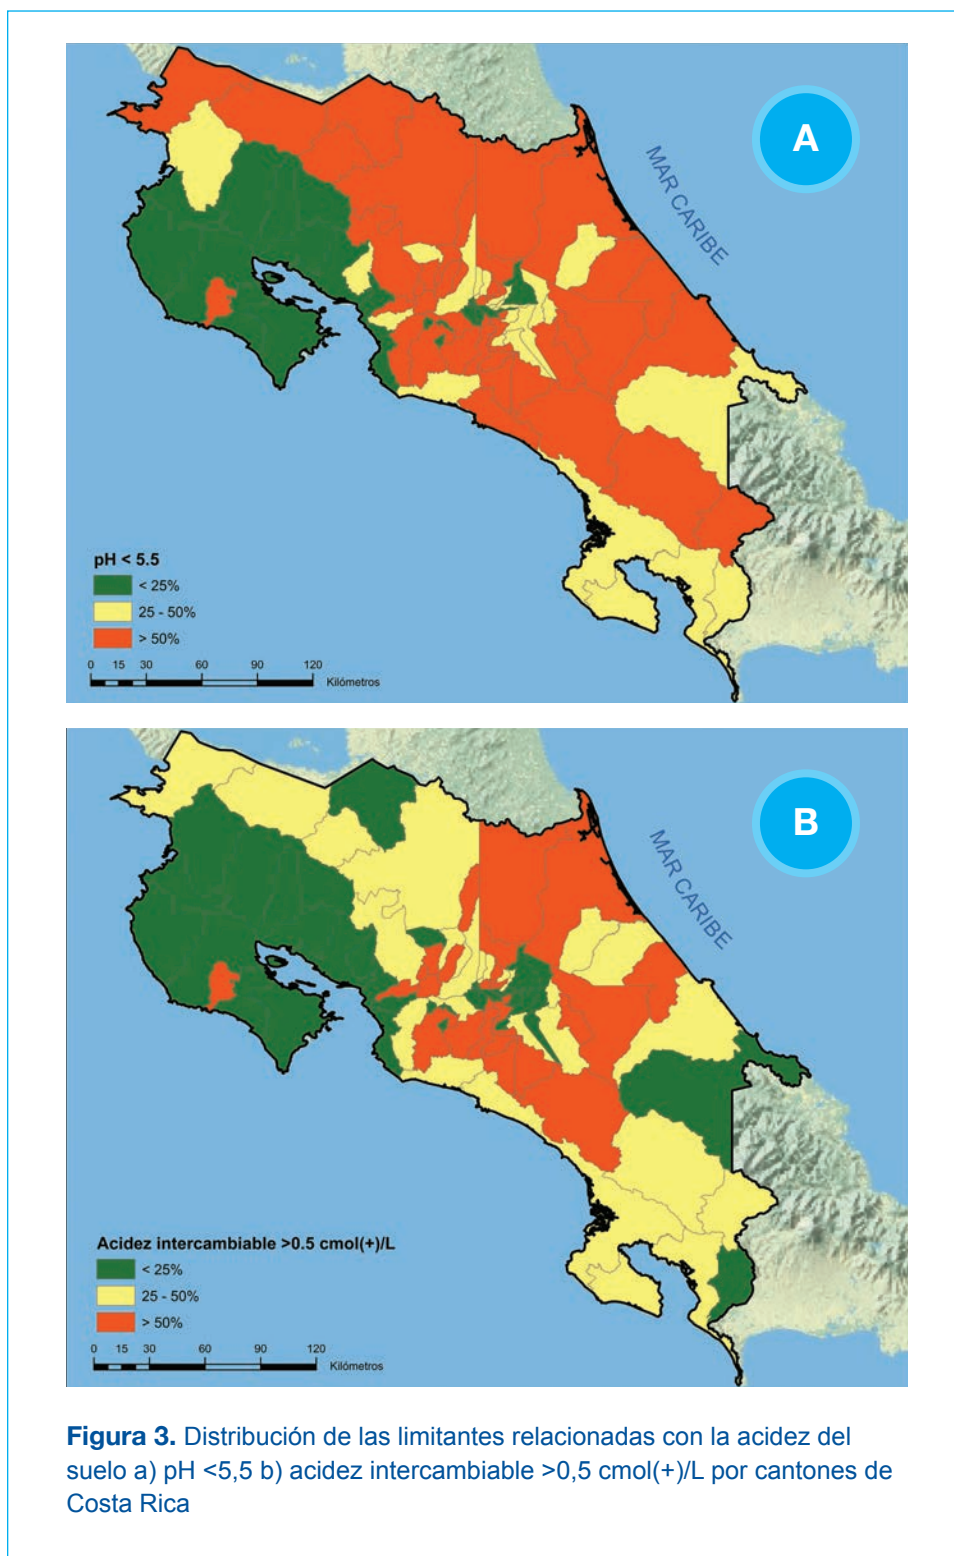 A
MAR CARIBE
pH < 5.5
< 25%
25 - 50%
> 50%
0 15 30 60 90 120
Kilómetros
B
MAR CARIBE
Acidez intercambiable >0.5 cmol(+)/L
< 25%
25 - 50%
> 50%
0 15 30 60 90 120
Kilómetros
Figura 3. Distribución de las limitantes relacionadas con la acidez del
suelo a) pH <5,5 b) acidez intercambiable >0,5 cmol(+)/L por cantones de
Costa Rica